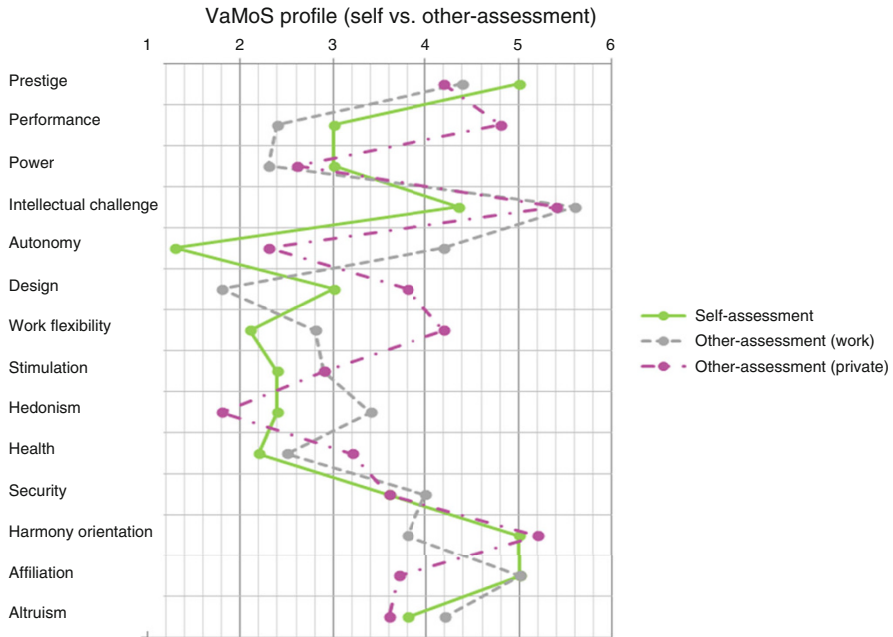 VaMoS profile (self vs. other-assessment)
1 2 3 4 5 6
Prestige
Performance
Power
Intellectual challenge
Autonomy
Design
Work flexibility
Stimulation
Hedonism
Health
Security
Harmony orientation
Affiliation
Altruism
Self-assessment
Other-assessment (work)
Other-assessment (private)